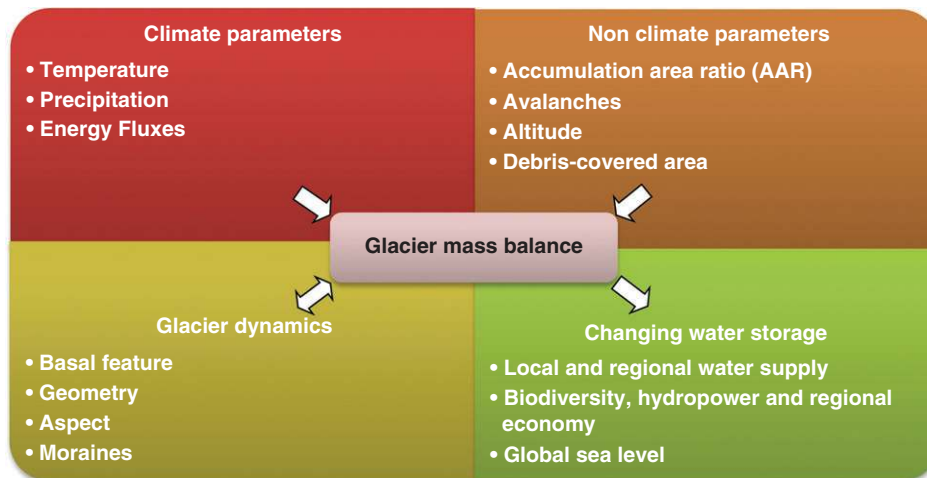 Climate parameters
• Temperature
• Precipitation
• Energy Fluxes
Non climate parameters
• Accumulation area ratio (AAR)
• Avalanches
• Altitude
• Debris-covered area
Glacier mass balance
Glacier dynamics
• Basal feature
• Geometry
• Aspect
• Moraines
Changing water storage
• Local and regional water supply
• Biodiversity, hydropower and regional
economy
• Global sea level